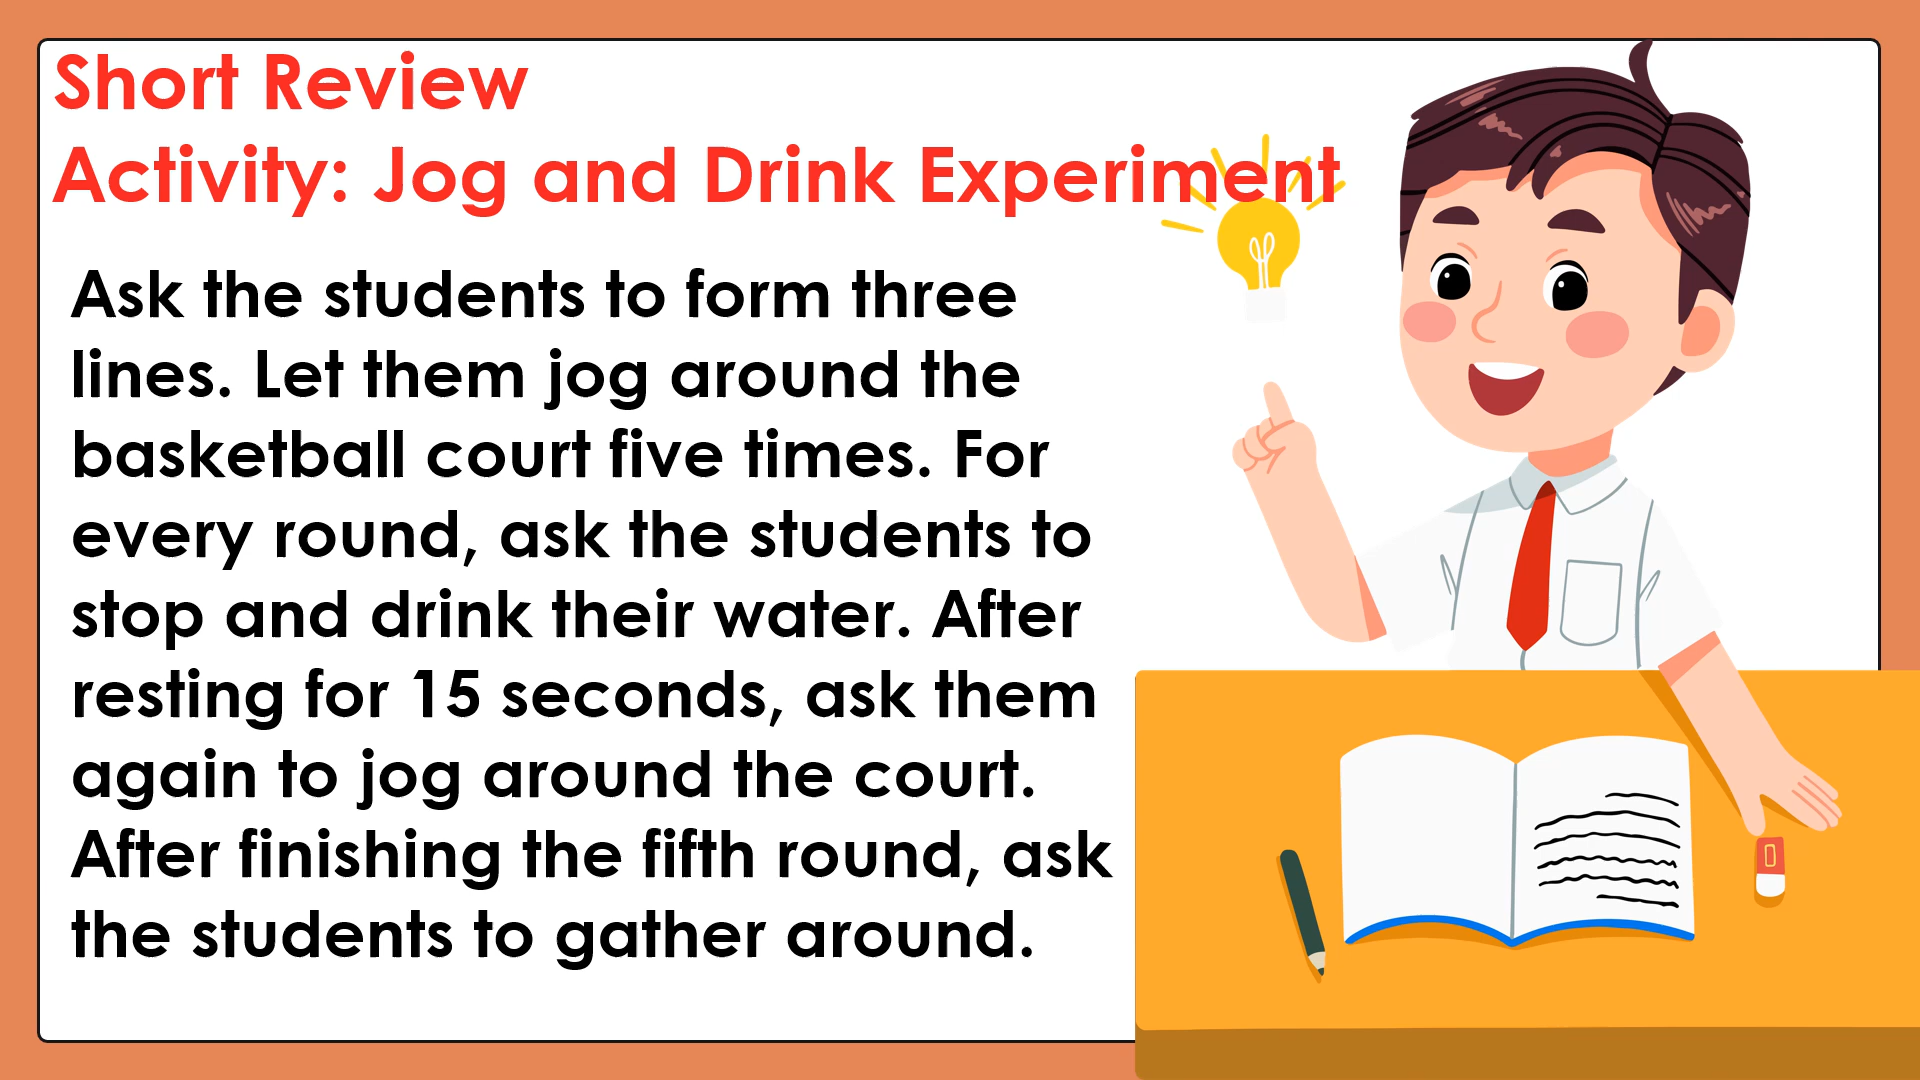 Short Review
Activity: Jog and Drink Experiment
Ask the students to form three
lines. Let them jog around the
basketball court five times. For
every round, ask the students to
stop and drink their water. After
resting for 15 seconds, ask them
again to jog around the court.
After finishing the fifth round, ask
the students to gather around.